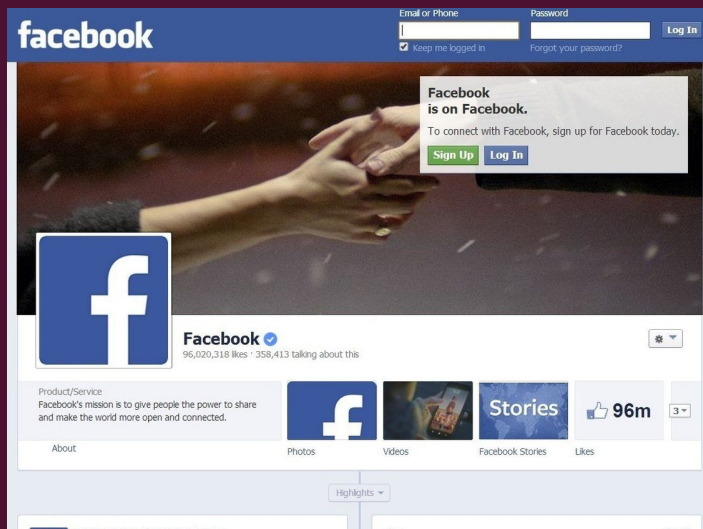 facebook
Email or Phone
Password
Log In
Keep me logged in
Forgot your password?
Facebook
is on Facebook.
To connect with Facebook, sign up for Facebook today.
Sign Up Log In
Facebook
96,020,318 likes · 358,413 talking about this
Product/Service
Facebook's mission is to give people the power to share
and make the world more open and connected.
About
Photos
Videos
Stories
Facebook Stories
96m
Likes
3
Highlights